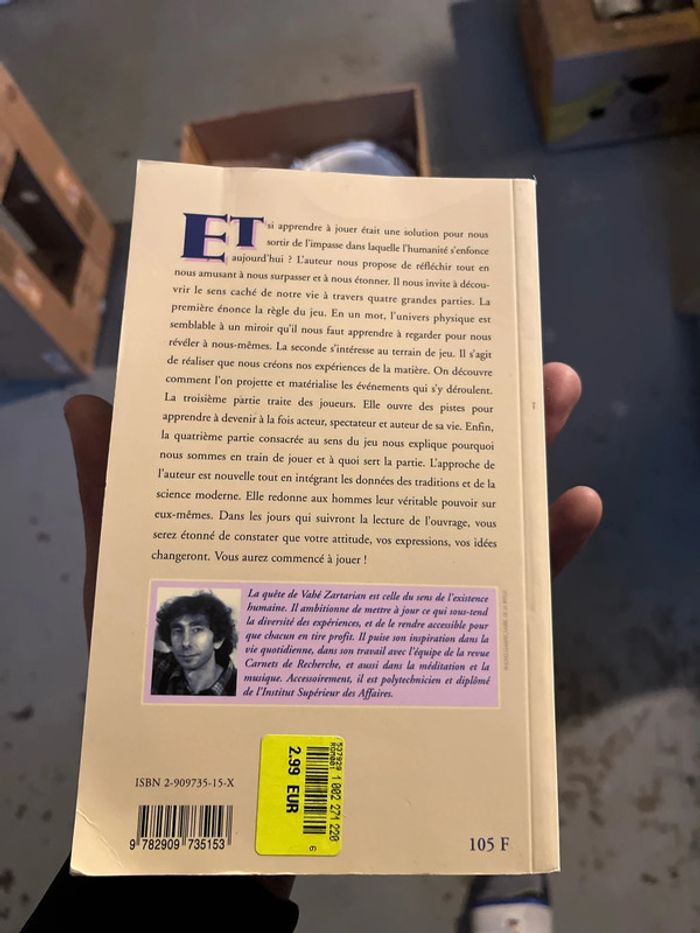 ET si apprendre à jouer était une solution pour nous
sortir de l'impasse dans laquelle l'humanité s'enfonce
aujourd'hui ? L'auteur nous propose de réfléchir tout en
nous amusant à nous surpasser et à nous étonner. Il nous invite à décou-
vrir le sens caché de notre vie à travers quatre grandes parties. La
première énonce la règle du jeu. En un mot, l'univers physique est
semblable à un miroir qu'il nous faut apprendre à regarder pour nous
révéler à nous-mêmes. La seconde s'intéresse au terrain de jeu. Il s'agit
de réaliser que nous créons nos expériences de la matière. On découvre
comment l'on projette et matérialise les événements qui s'y déroulent.
La troisième partie traite des joueurs. Elle ouvre des pistes pour
apprendre à devenir à la fois acteur, spectateur et auteur de sa vie. Enfin,
la quatrième partie consacrée au sens du jeu nous explique pourquoi
nous sommes en train de jouer et à quoi sert la partie. L'approche de
l'auteur est nouvelle tout en intégrant les données des traditions et de la
science moderne. Elle redonne aux hommes leur véritable pouvoir sur
eux-mêmes. Dans les jours qui suivront la lecture de l'ouvrage, vous
serez étonné de constater que votre attitude, vos expressions, vos idées
changeront. Vous aurez commencé à jouer !
La quête de Vahé Zartarian est celle du sens de l'existence
humaine. Il ambitionne de mettre à jour ce qui sous-tend
la diversité des expériences, et de le rendre accessible pour
que chacun en tire profit. Il puise son inspiration dans la
vie quotidienne, dans son travail avec l'équipe de la revue
Carnets de Recherche, et aussi dans la méditation et la
musique. Accessoirement, il est polytechnicien et diplômé
de l'Institut Supérieur des Affaires.
ISBN 2-909735-15-X
9 782909 735153
537929
1 002 271 220
2.99 EUR
6
105 F